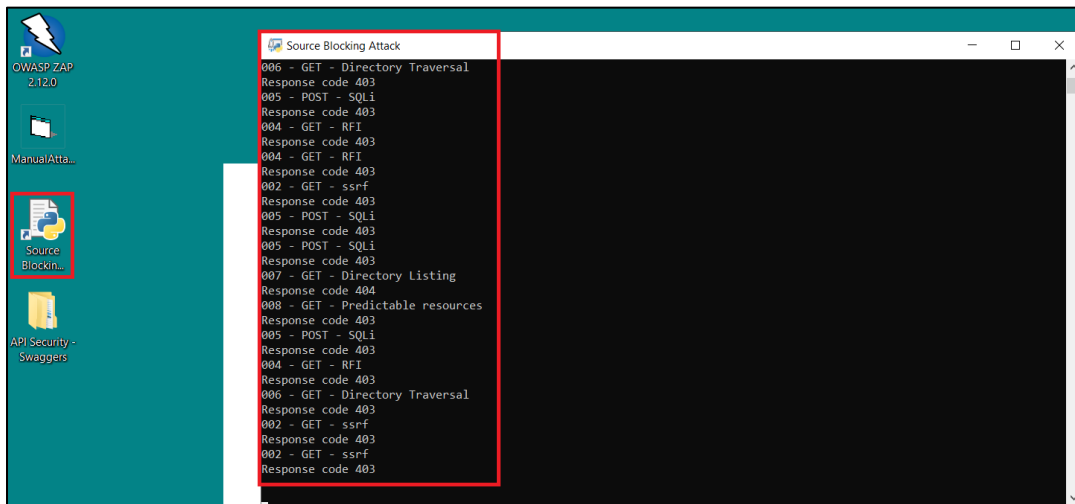 OWASP ZAP
2.12.0
ManualAtta...
Source
Blockin...
API Security -
Swaggers
Source Blocking Attack
006 - GET - Directory Traversal
Response code 403
005 - POST - SQLi
Response code 403
004 - GET - RFI
Response code 403
004 - GET - RFI
Response code 403
002 - GET - ssrf
Response code 403
005 - POST - SQLi
Response code 403
005 - POST - SQLi
Response code 403
007 - GET - Directory Listing
Response code 404
008 - GET - Predictable resources
Response code 403
005 - POST - SQLi
Response code 403
004 - GET - RFI
Response code 403
006 - GET - Directory Traversal
Response code 403
002 - GET - ssrf
Response code 403
002 - GET - ssrf
Response code 403